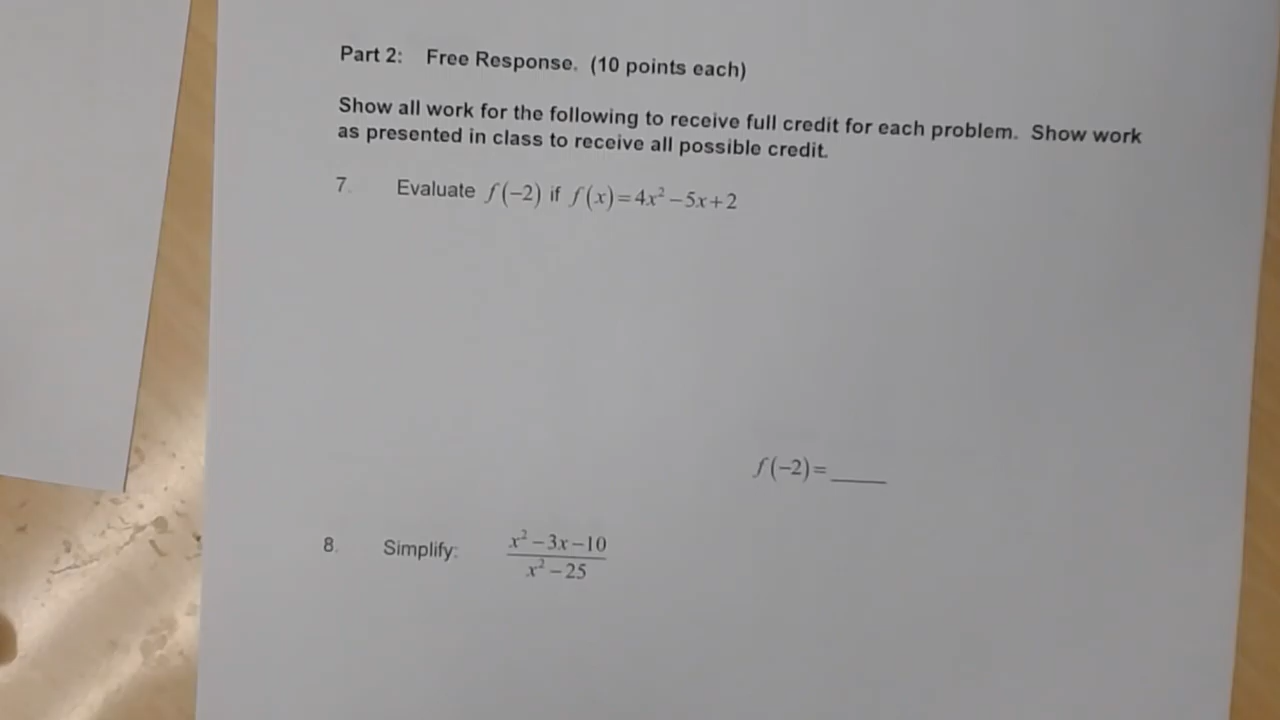 Part 2: Free Response. (10 points each)
Show all work for the following to receive full credit for each problem. Show work
as presented in class to receive all possible credit.
7. Evaluate f(−2) if f(x)=4x²−5x+2
f(−2)=____
8. Simplify: x²−3x−10
x²−25